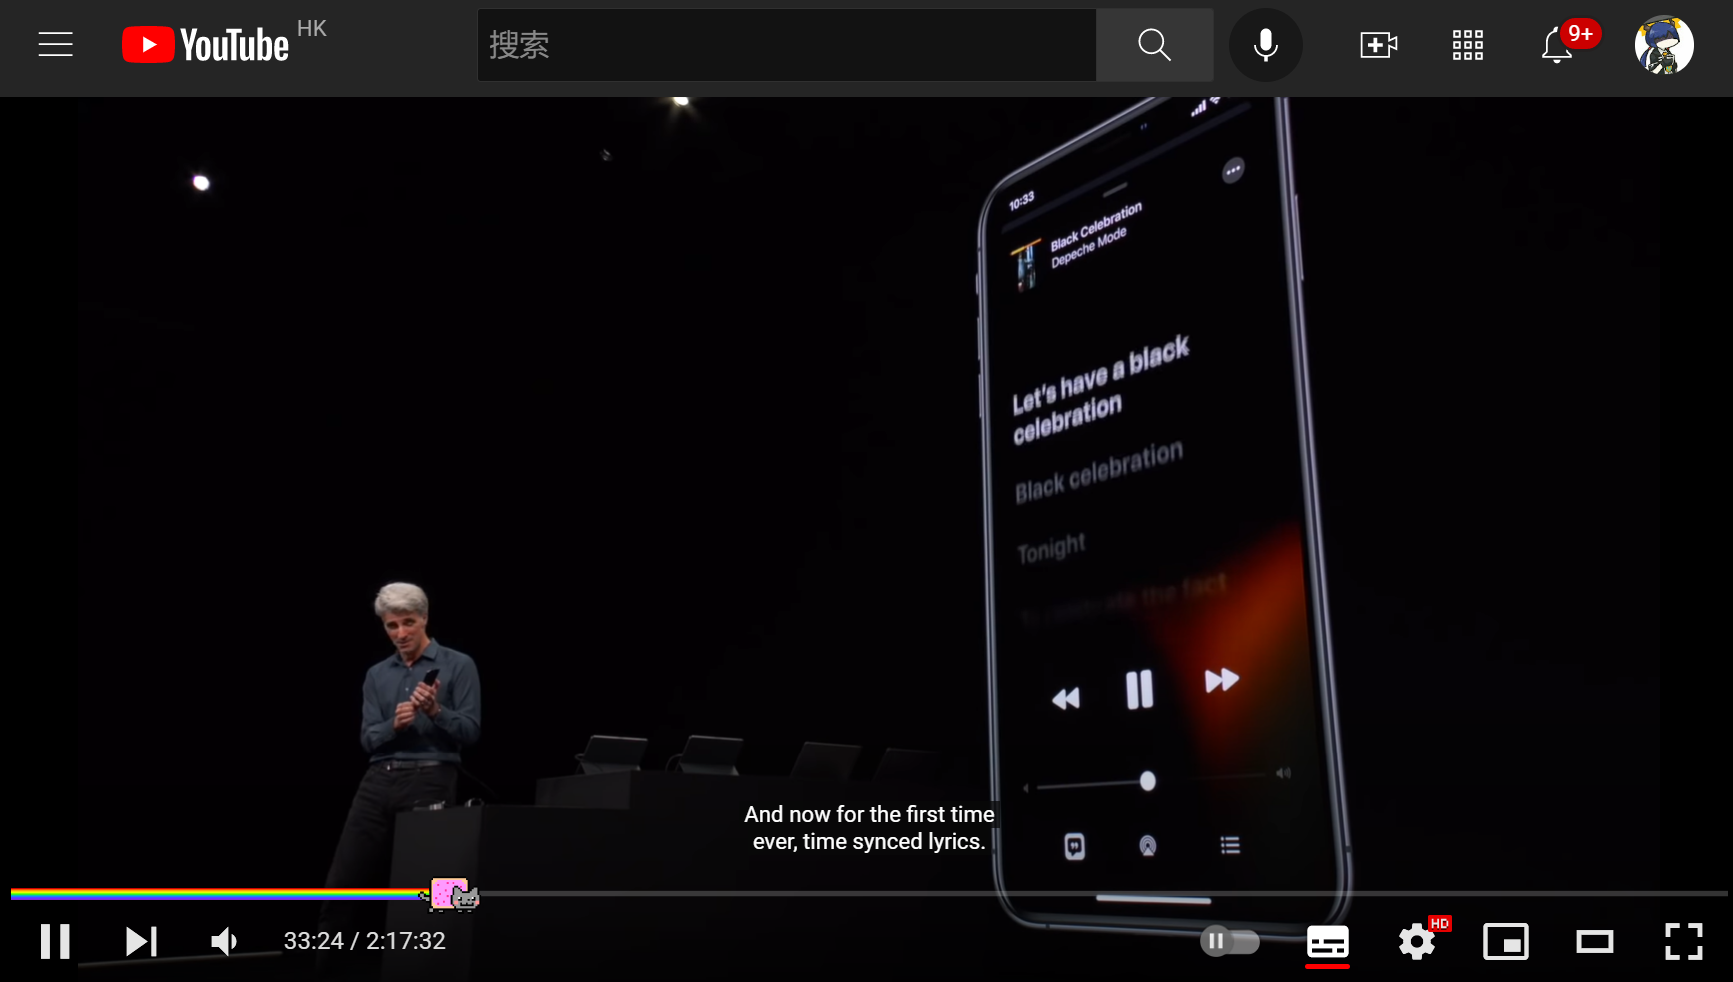 YouTube HK
搜索
9+
10:33
Black Celebration
Depeche Mode
Let's have a black
celebration
Black celebration
Tonight
the fact
And now for the first time
ever, time synced lyrics.
33:24 / 2:17:32
HD